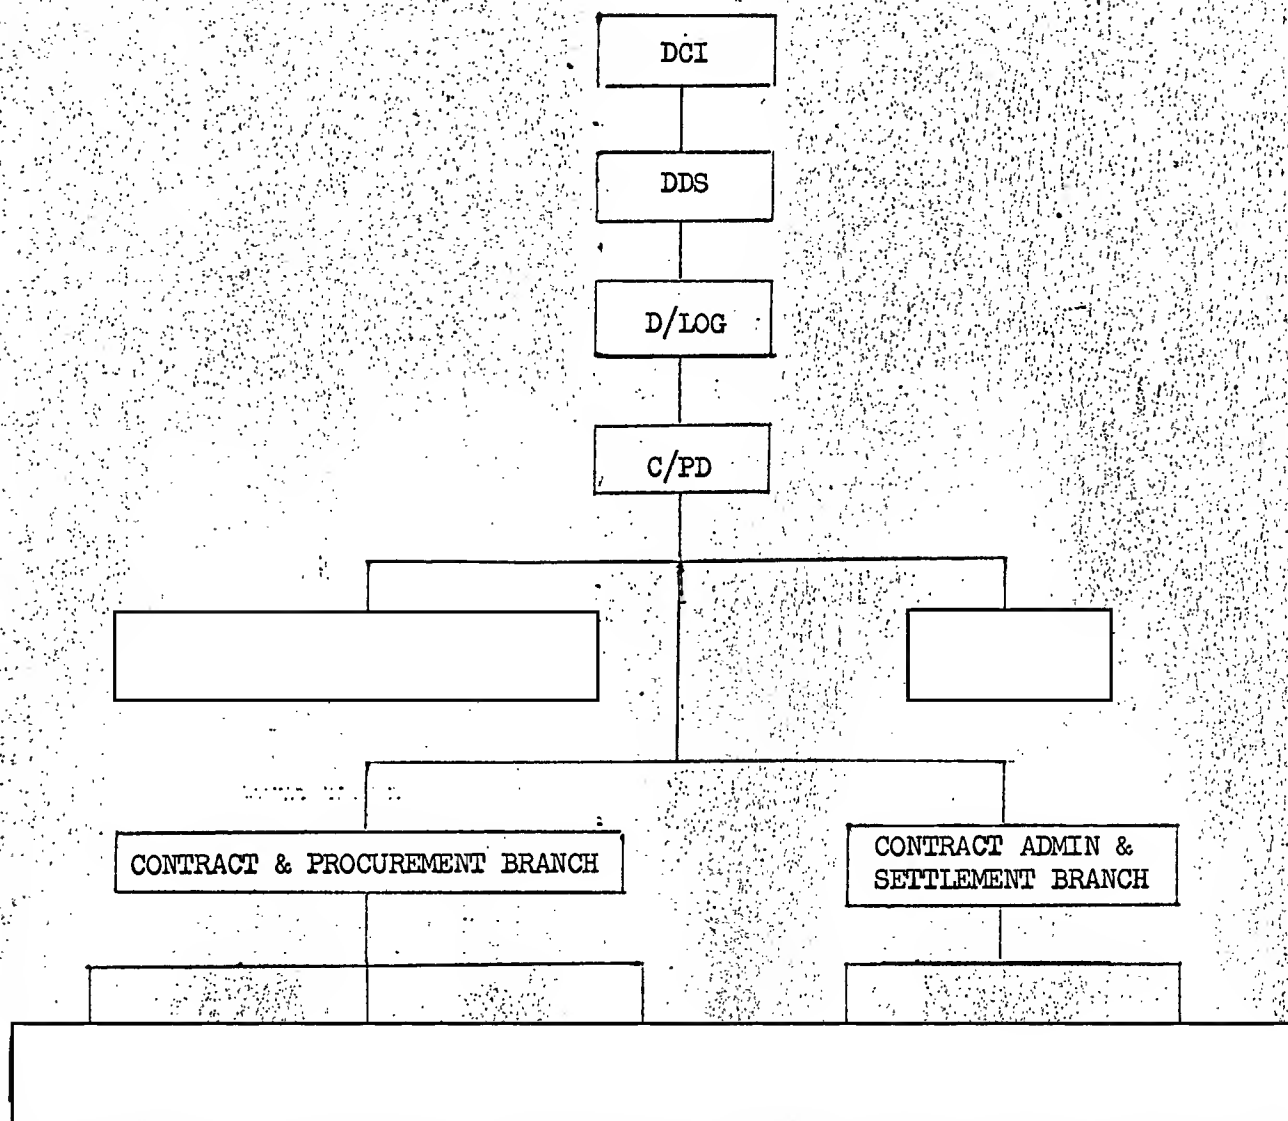 DCI
DDS
D/LOG
C/PD
CONTRACT & PROCUREMENT BRANCH
CONTRACT ADMIN &
SETTLEMENT BRANCH